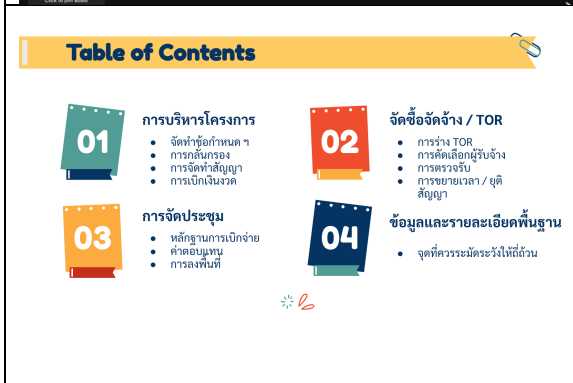 Click to join audio
Table of Contents
01
การบริหารโครงการ
จัดทำข้อกำหนด ฯ
การกลั่นกรอง
การจัดทำสัญญา
การเบิกเงินงวด
02
จัดซื้อจัดจ้าง / TOR
การร่าง TOR
การคัดเลือกผู้รับจ้าง
การตรวจรับ
การขยายเวลา / ยุติ
สัญญา
03
การจัดประชุม
หลักฐานการเบิกจ่าย
ค่าตอบแทน
การลงพื้นที่
04
ข้อมูลและรายละเอียดพื้นฐาน
จุดที่ควรระมัดระวังให้ถี่ถ้วน